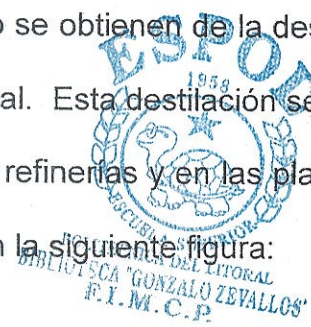 o se obtienen de la des
ESPOL
1958
al. Esta destilación se
refinerías y en las pla
n la siguiente figura:
BIBLIOTECA "GONZALO ZEVALLOS"
F.I.M.C.P.